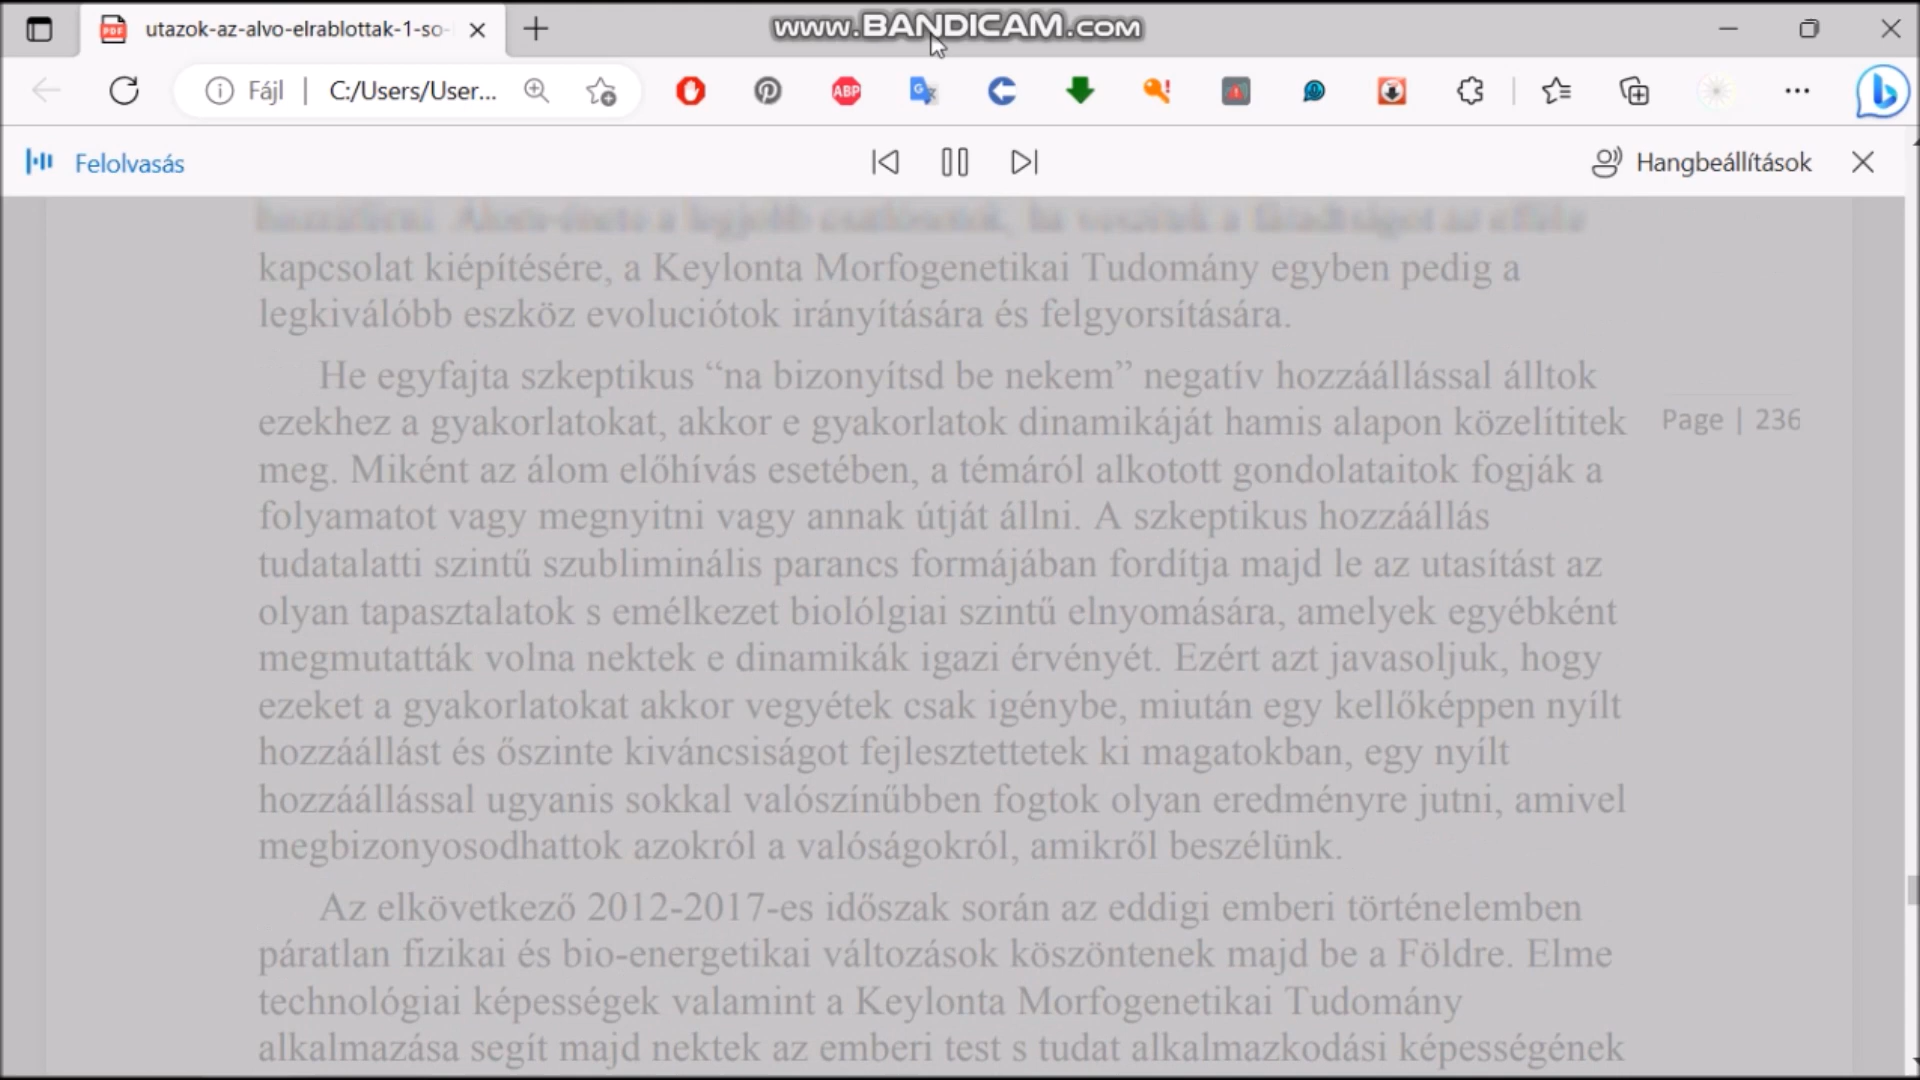 utazok-az-alvo-elrablottak-1-so-
www.BANDICAM.com
Fájl
C:/Users/User...
ABP
Felolvasás
Hangbeállítások
kapcsolat kiépítésére, a Keylonta Morfogenetikai Tudomány egyben pedig a
legkiválóbb eszköz evoluciótok irányítására és felgyorsítására.
He egyfajta szkeptikus “na bizonyítsd be nekem” negatív hozzáállással álltok
ezekhez a gyakorlatokat, akkor e gyakorlatok dinamikáját hamis alapon közelítitek
Page | 236
meg. Miként az álom előhívás esetében, a témáról alkotott gondolataitok fogják a
folyamatot vagy megnyitni vagy annak útját állni. A szkeptikus hozzáállás
tudatalatti szintű szubliminális parancs formájában fordítja majd le az utasítást az
olyan tapasztalatok s emélkezet biolólgiai szintű elnyomására, amelyek egyébként
megmutatták volna nektek e dinamikák igazi érvényét. Ezért azt javasoljuk, hogy
ezeket a gyakorlatokat akkor vegyétek csak igénybe, miután egy kellőképpen nyílt
hozzáállást és őszinte kiváncsiságot fejlesztettetek ki magatokban, egy nyílt
hozzáállással ugyanis sokkal valószínűbben fogtok olyan eredményre jutni, amivel
megbizonyosodhattok azokról a valóságokról, amikről beszélünk.
Az elkövetkező 2012-2017-es időszak során az eddigi emberi történelemben
páratlan fizikai és bio-energetikai változások köszöntenek majd be a Földre. Elme
technológiai képességek valamint a Keylonta Morfogenetikai Tudomány
alkalmazása segít majd nektek az emberi test s tudat alkalmazkodási képességének